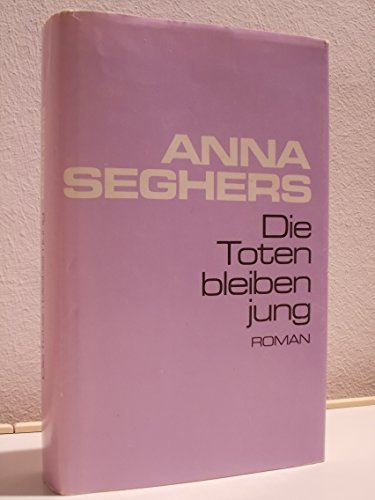 ANNA
SEGHERS
Die
Toten
bleiben
jung
ROMAN